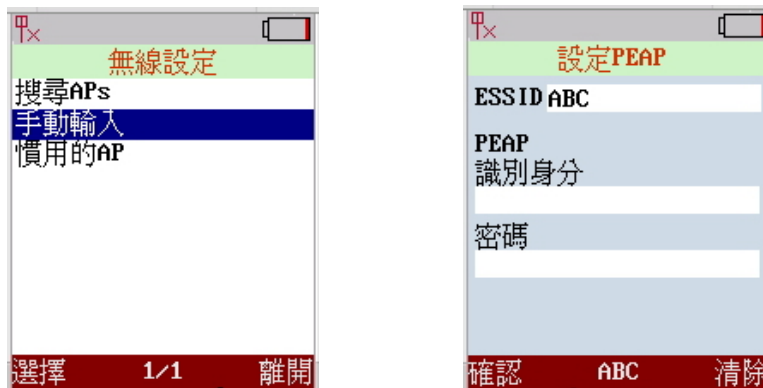 無線設定
搜尋APs
手動輸入
慣用的AP
選擇 1/1 離開
設定PEAP
ESSID ABC
PEAP
識別身分
密碼
確認 ABC 清除